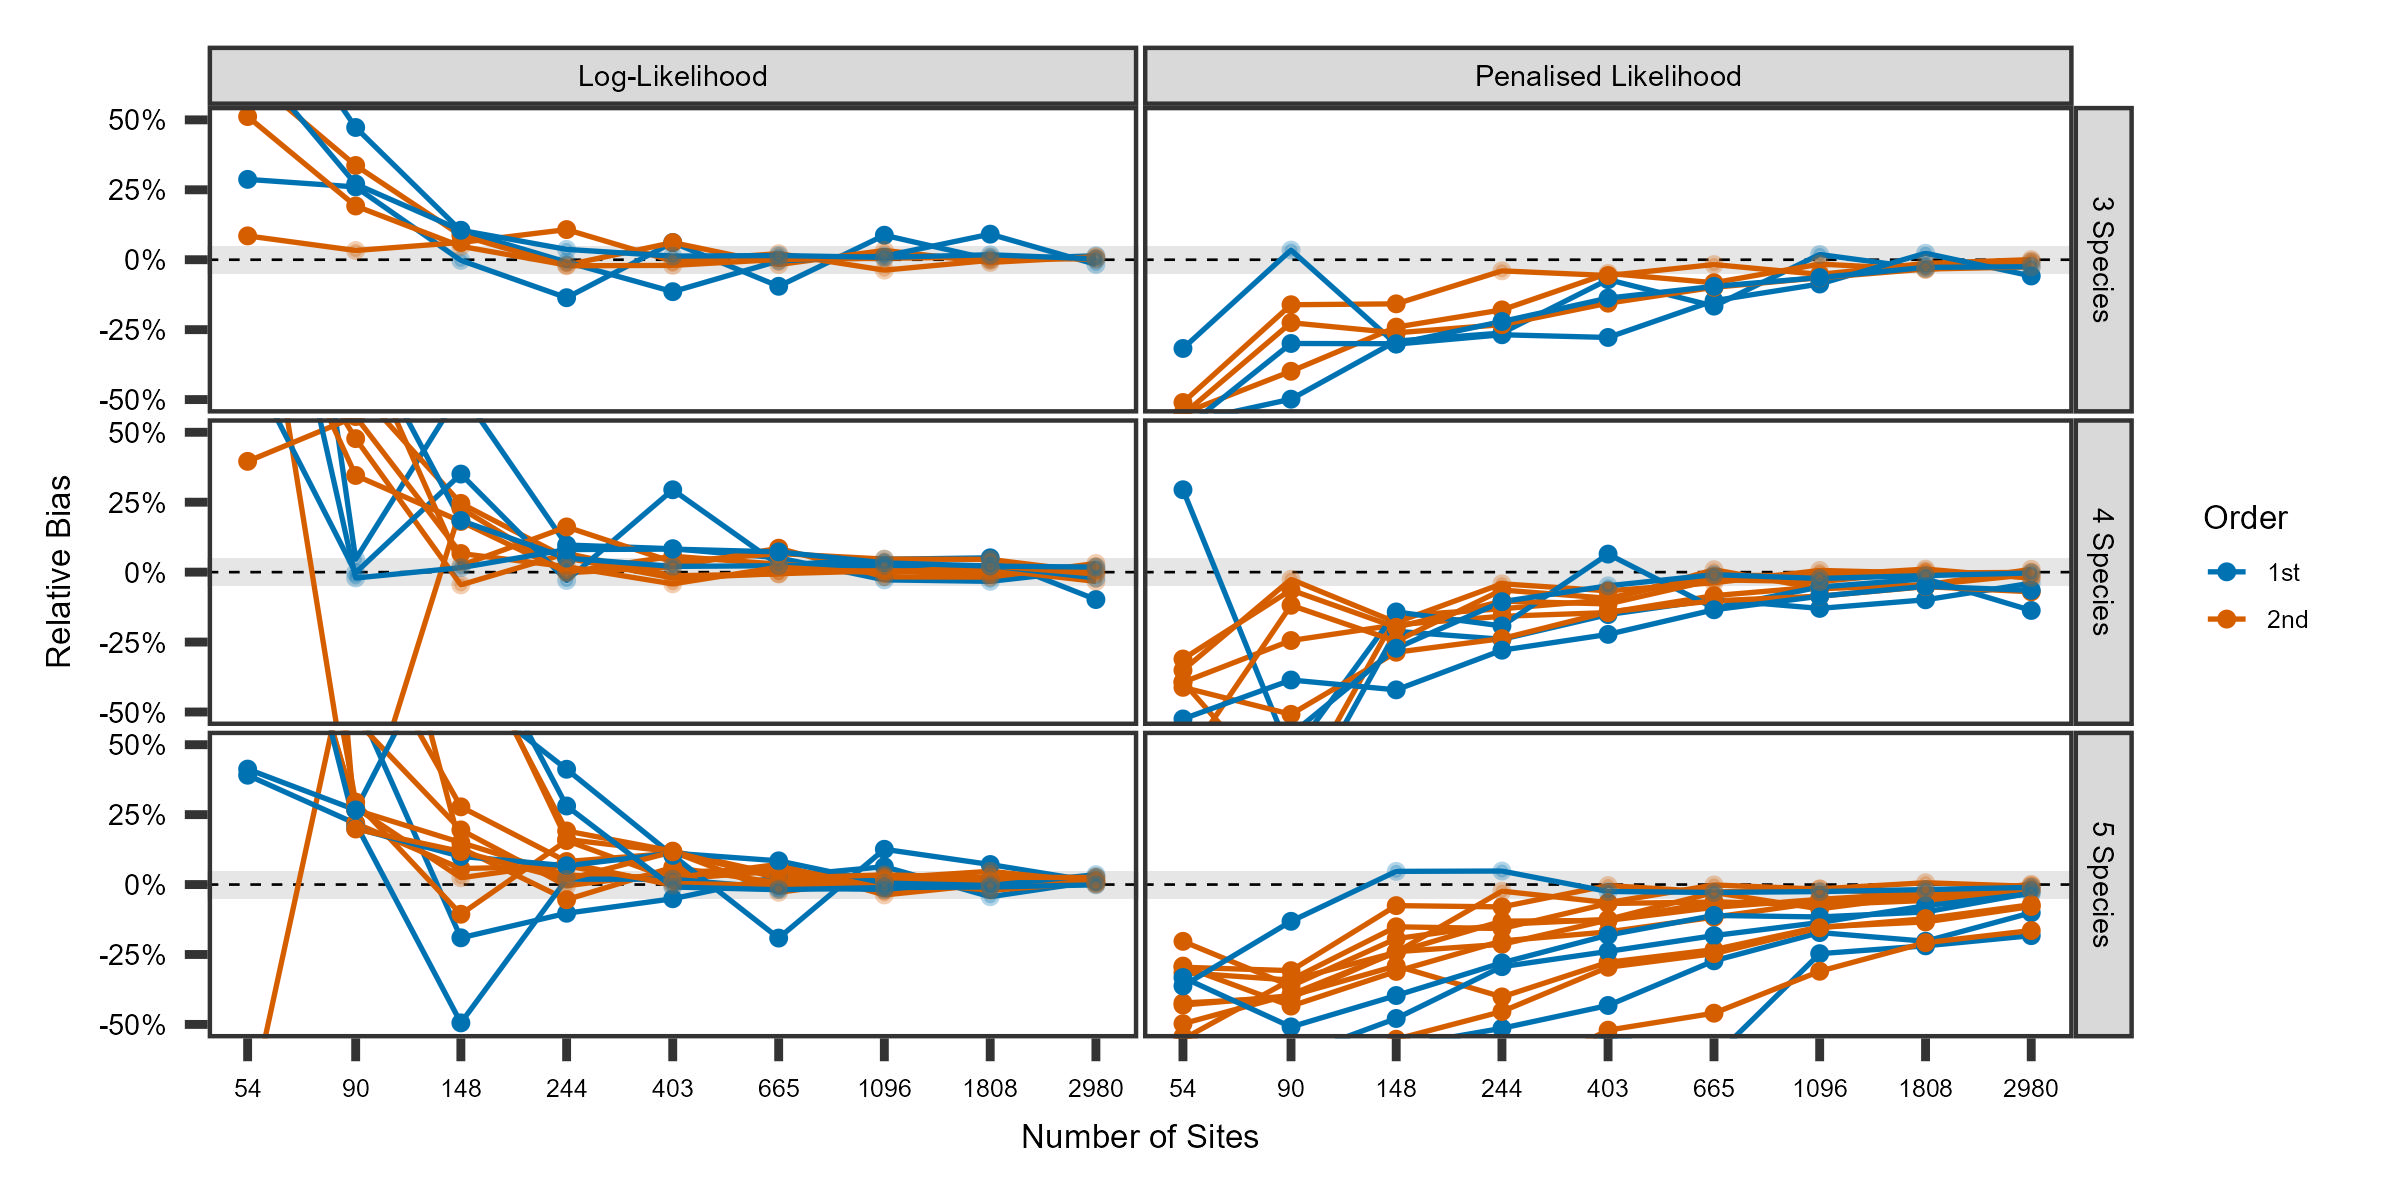 Log-Likelihood
Penalised Likelihood
50%
25%
0%
-25%
-50%
3 Species
50%
25%
0%
-25%
-50%
4 Species
50%
25%
0%
-25%
-50%
5 Species
Relative Bias
54 90 148 244 403 665 1096 1808 2980
54 90 148 244 403 665 1096 1808 2980
Number of Sites
Order
1st
2nd